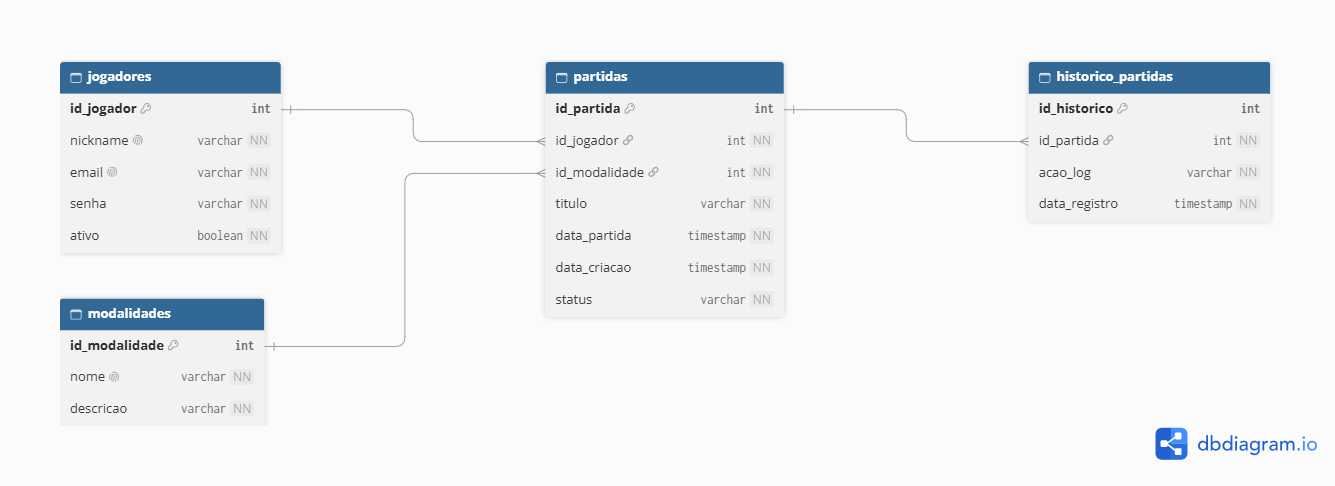 jogadores
id_jogador int
nickname varchar NN
email varchar NN
senha varchar NN
ativo boolean NN
modalidades
id_modalidade int
nome varchar NN
descricao varchar NN
partidas
id_partida int
id_jogador int NN
id_modalidade int NN
titulo varchar NN
data_partida timestamp NN
data_criacao timestamp NN
status varchar NN
historico_partidas
id_historico int
id_partida int NN
acao_log varchar NN
data_registro timestamp NN
dbdiagram.io